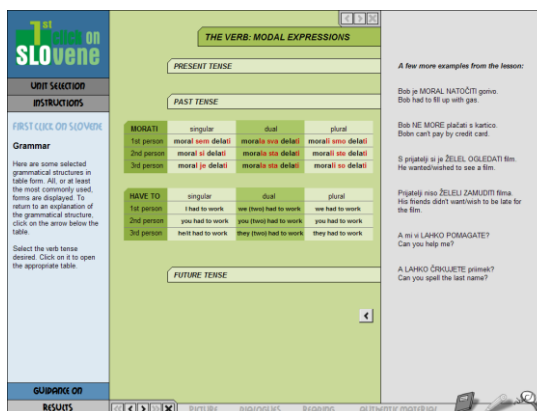 1st click on
SLOvene
UNIT SELECTION
INSTRUCTIONS
FIRST CLICK ON SLOVENE
Grammar
Here are some selected
grammatical structures in
table form. All, or at least
the most commonly used,
forms are displayed. To
return to an explanation of
the grammatical structure,
click on the arrow below the
table.
Select the verb tense
desired. Click on it to open
the appropriate table.
GUIDANCE ON
RESULTS
THE VERB: MODAL EXPRESSIONS
PRESENT TENSE
PAST TENSE
MORATI singular dual plural
1st person moral sem delati morala sva delati morali smo delati
2nd person moral si delati morala sta delati morali ste delati
3rd person moral je delati morala sta delati morali so delati
HAVE TO singular dual plural
1st person I had to work we (two) had to work we had to work
2nd person you had to work you (two) had to work you had to work
3rd person he/it had to work they (two) had to work they had to work
FUTURE TENSE
PICTURE DIALOGUES READING AUTHENTIC MATERIAL
A few more examples from the lesson:
Bob je MORAL NATOČITI gorivo.
Bob had to fill up with gas.
Bob NE MORE plačati s kartico.
Bobn can't pay by credit card.
S prijatelji si je ŽELEL OGLEDATI film.
He wanted/wished to see a film.
Prijatelji niso ŽELELI ZAMUDITI filma.
His friends didn't want/wish to be late for
the film.
A mi vi LAHKO POMAGATE?
Can you help me?
A LAHKO ČRKUJETE priimek?
Can you spell the last name?